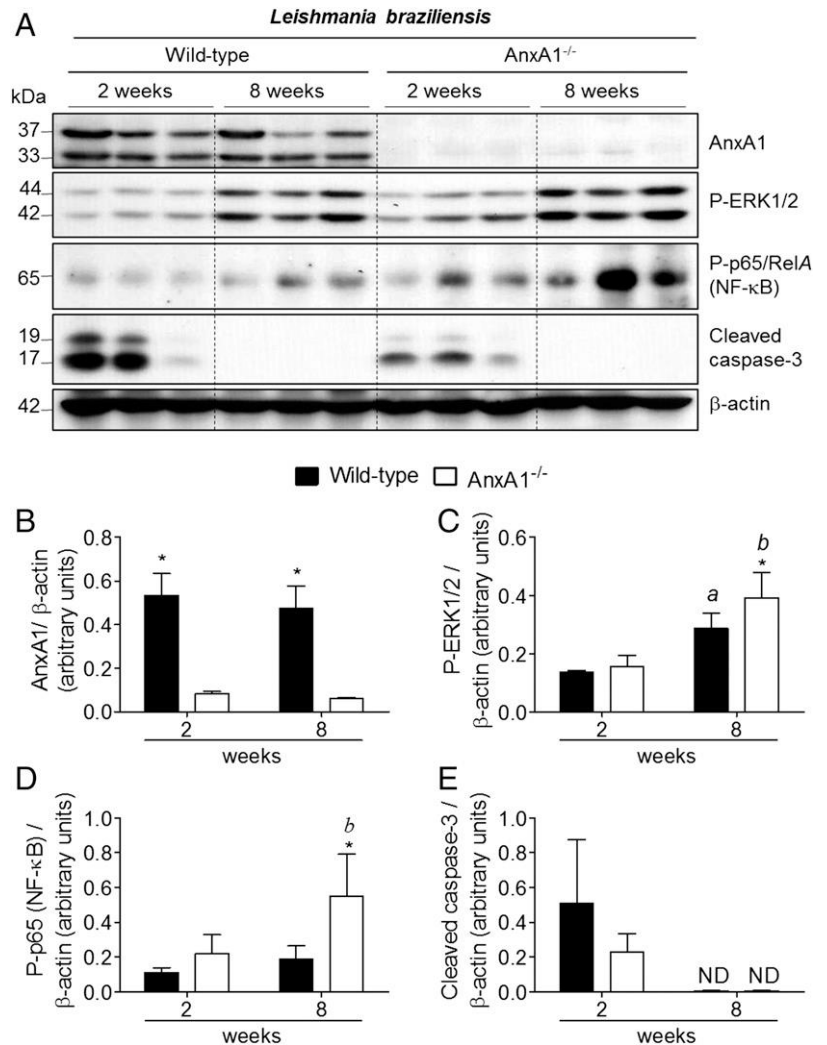 A
Leishmania braziliensis
Wild-type AnxA1-/-
kDa 2 weeks 8 weeks 2 weeks 8 weeks
37
33
AnxA1
44
42
P-ERK1/2
65
P-p65/RelA
(NF-κB)
19
17
Cleaved
caspase-3
42
β-actin
Wild-type AnxA1-/-
B
AnxA1/ β-actin
(arbitrary units)
0.8
0.6
0.4
0.2
0.0
* *
2 8
weeks
C
P-ERK1/2 /
β-actin (arbitrary units)
0.6
0.4
0.2
0.0
a
b
*
2 8
weeks
D
P-p65 (NF-κB) /
β-actin (arbitrary units)
1.0
0.8
0.6
0.4
0.2
0.0
b
*
2 8
weeks
E
Cleaved caspase-3 /
β-actin (arbitrary units)
1.0
0.8
0.6
0.4
0.2
0.0
ND ND
2 8
weeks